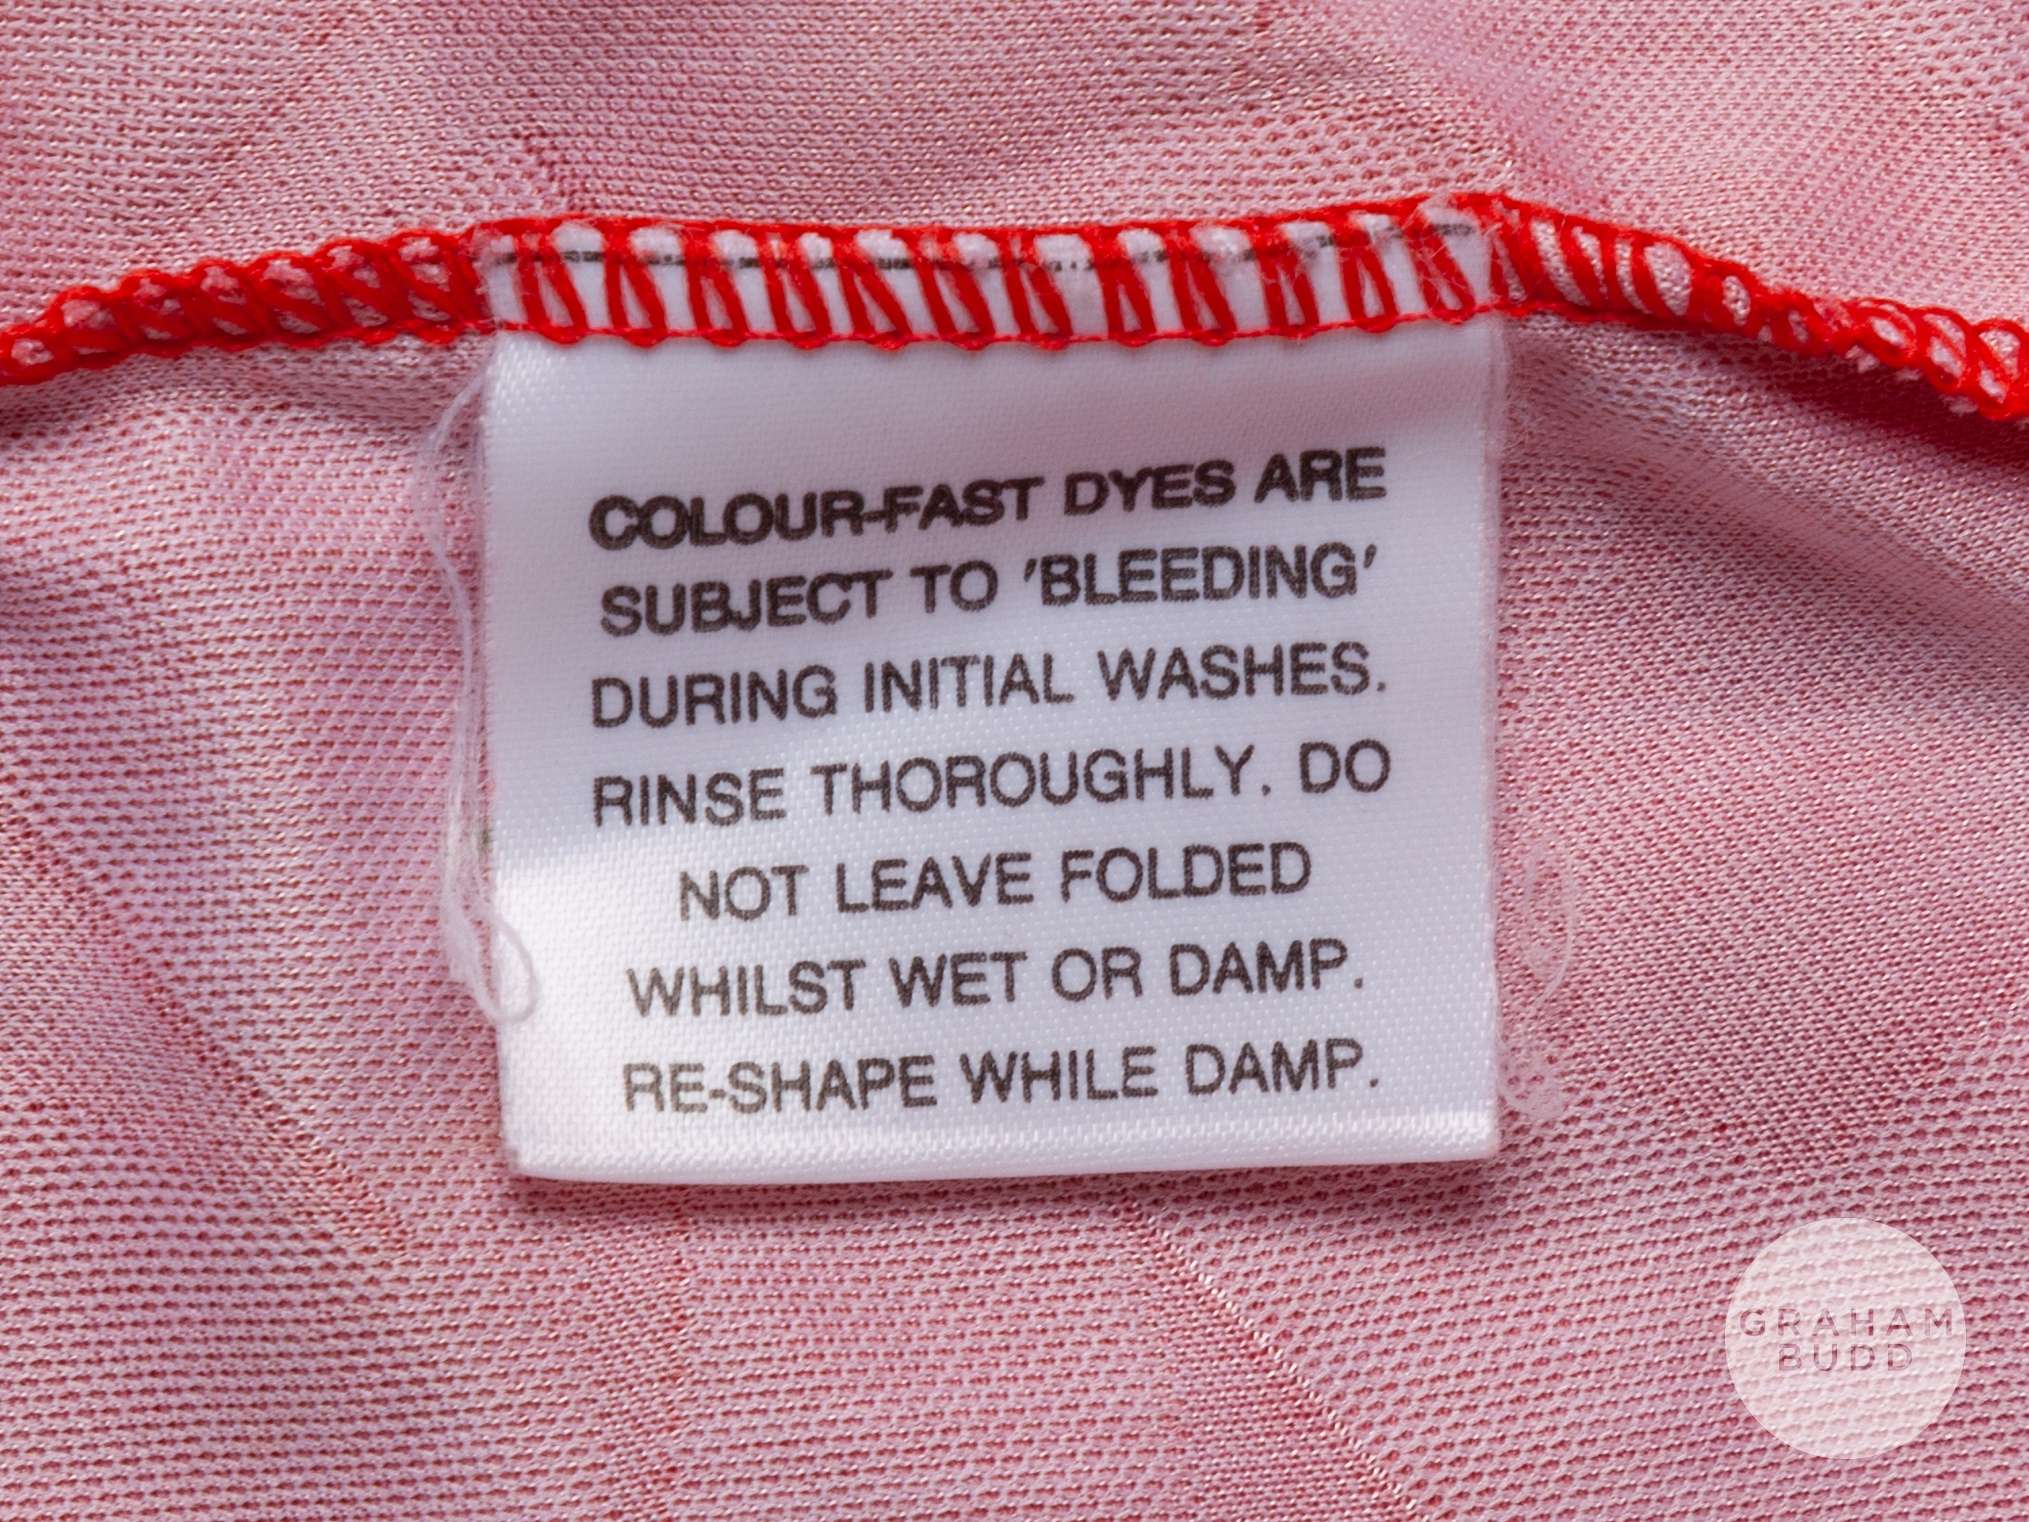 COLOUR-FAST DYES ARE
SUBJECT TO 'BLEEDING'
DURING INITIAL WASHES.
RINSE THOROUGHLY. DO
NOT LEAVE FOLDED
WHILST WET OR DAMP.
RE-SHAPE WHILE DAMP.
GRAHAM
BUDD